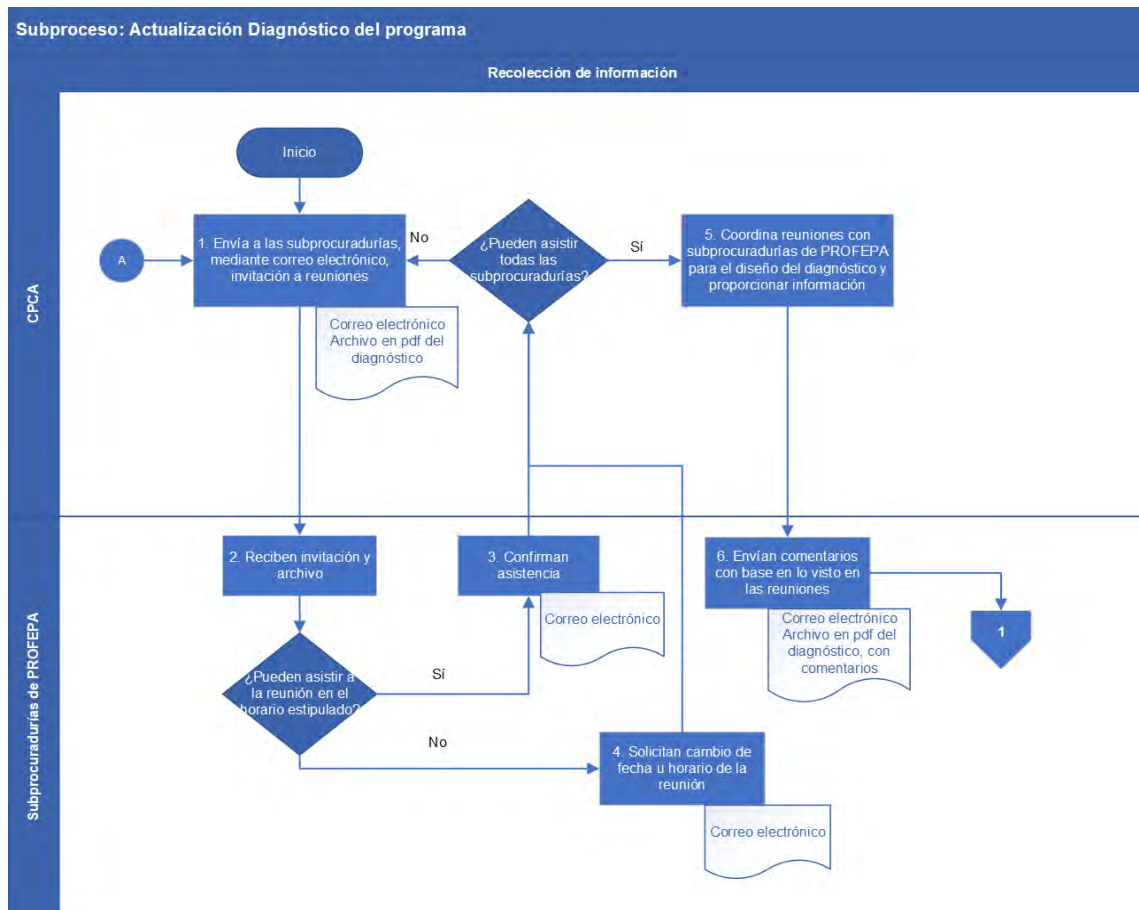 Subproceso: Actualización Diagnóstico del programa
Recolección de información
CPCA
Inicio
A
1. Envía a las subprocuradurías,
mediante correo electrónico,
invitación a reuniones
Correo electrónico
Archivo en pdf del
diagnóstico
No
¿Pueden asistir
todas las
subprocuradurías?
Sí
5. Coordina reuniones con
subprocuradurías de PROFEPA
para el diseño del diagnóstico y
proporcionar información
Subprocuradurías de PROFEPA
2. Reciben invitación y
archivo
¿Pueden asistir a
la reunión en el
horario estipulado?
Sí
No
3. Confirman
asistencia
Correo electrónico
4. Solicitan cambio de
fecha u horario de la
reunión
Correo electrónico
6. Envían comentarios
con base en lo visto en
las reuniones
Correo electrónico
Archivo en pdf del
diagnóstico, con
comentarios
1